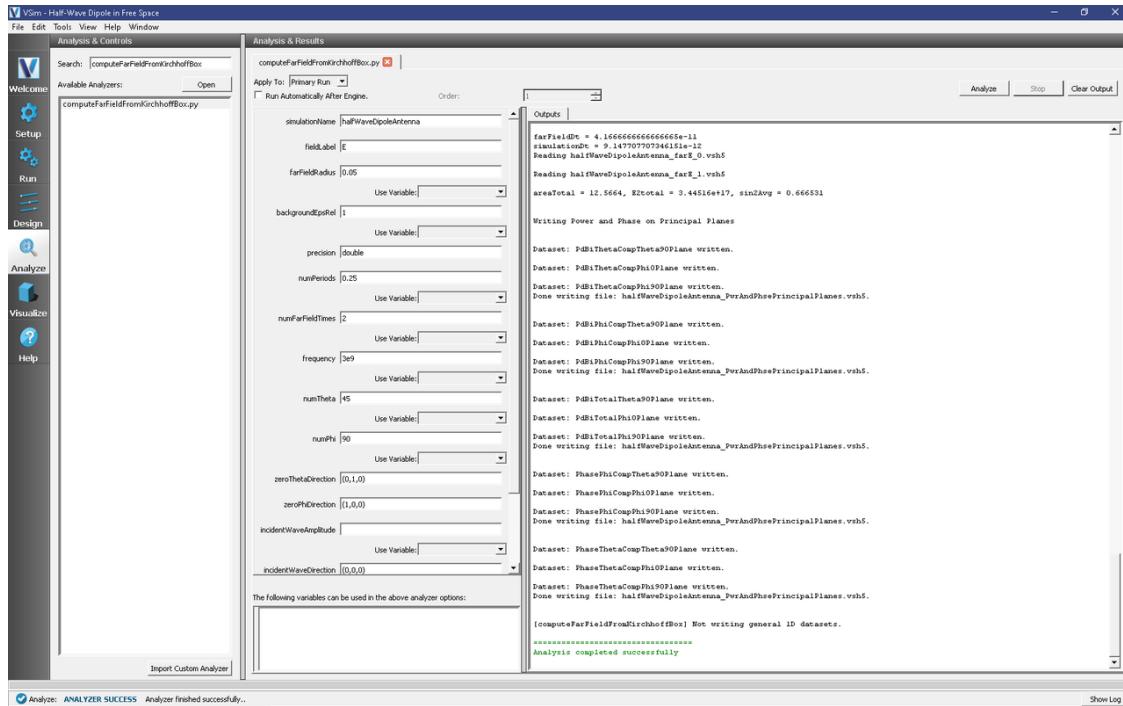 VSim - Half-Wave Dipole in Free Space
File Edit Tools View Help Window
Analysis & Controls
Search: computeFarFieldFromKirchhoffBox
Available Analyzers: Open
computeFarFieldFromKirchhoffBox.py
Import Custom Analyzer
Welcome
Setup
Run
Design
Analyze
Visualize
Help
Analysis & Results
computeFarFieldFromKirchhoffBox.py
Apply To: Primary Run
Run Automatically After Engine. Order: 1
Analyze Stop Clear Output
simulationName halfWaveDipoleAntenna
fieldLabel E
farFieldRadius 0.05
Use Variable:
backgroundEpsRel 1
Use Variable:
precision double
numPeriods 0.25
Use Variable:
numFarFieldTimes 2
Use Variable:
frequency 3e9
Use Variable:
numTheta 45
Use Variable:
numPhi 90
Use Variable:
zeroThetaDirection (0,1,0)
zeroPhiDirection (1,0,0)
incidentWaveAmplitude
Use Variable:
incidentWaveDirection (0,0,0)
The following variables can be used in the above analyzer options:
Outputs
farFieldDt = 4.1666666666666665e-11
simulationDt = 9.147707707346151e-12
Reading halfWaveDipoleAntenna_farE_0.vsh5
Reading halfWaveDipoleAntenna_farE_1.vsh5
areaTotal = 12.5664, E2total = 3.44516e+17, sin2Avg = 0.666531
Writing Power and Phase on Principal Planes
Dataset: PdBiThetaCompTheta90Plane written.
Dataset: PdBiThetaCompPhi0Plane written.
Dataset: PdBiThetaCompPhi90Plane written.
Done writing file: halfWaveDipoleAntenna_PwrAndPhsePrincipalPlanes.vsh5.
Dataset: PdBiPhiCompTheta90Plane written.
Dataset: PdBiPhiCompPhi0Plane written.
Dataset: PdBiPhiCompPhi90Plane written.
Done writing file: halfWaveDipoleAntenna_PwrAndPhsePrincipalPlanes.vsh5.
Dataset: PdBiTotalTheta90Plane written.
Dataset: PdBiTotalPhi0Plane written.
Dataset: PdBiTotalPhi90Plane written.
Done writing file: halfWaveDipoleAntenna_PwrAndPhsePrincipalPlanes.vsh5.
Dataset: PhasePhiCompTheta90Plane written.
Dataset: PhasePhiCompPhi0Plane written.
Dataset: PhasePhiCompPhi90Plane written.
Done writing file: halfWaveDipoleAntenna_PwrAndPhsePrincipalPlanes.vsh5.
Dataset: PhaseThetaCompTheta90Plane written.
Dataset: PhaseThetaCompPhi0Plane written.
Dataset: PhaseThetaCompPhi90Plane written.
Done writing file: halfWaveDipoleAntenna_PwrAndPhsePrincipalPlanes.vsh5.
[computeFarFieldFromKirchhoffBox] Not writing general 1D datasets.
==================================
Analysis completed successfully
Analyze: ANALYZER SUCCESS Analyzer finished successfully..
Show Log